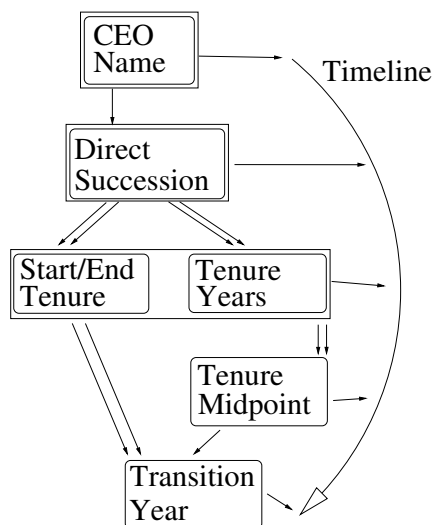 CEO
Name
Timeline
Direct
Succession
Start/End
Tenure
Tenure
Years
Tenure
Midpoint
Transition
Year